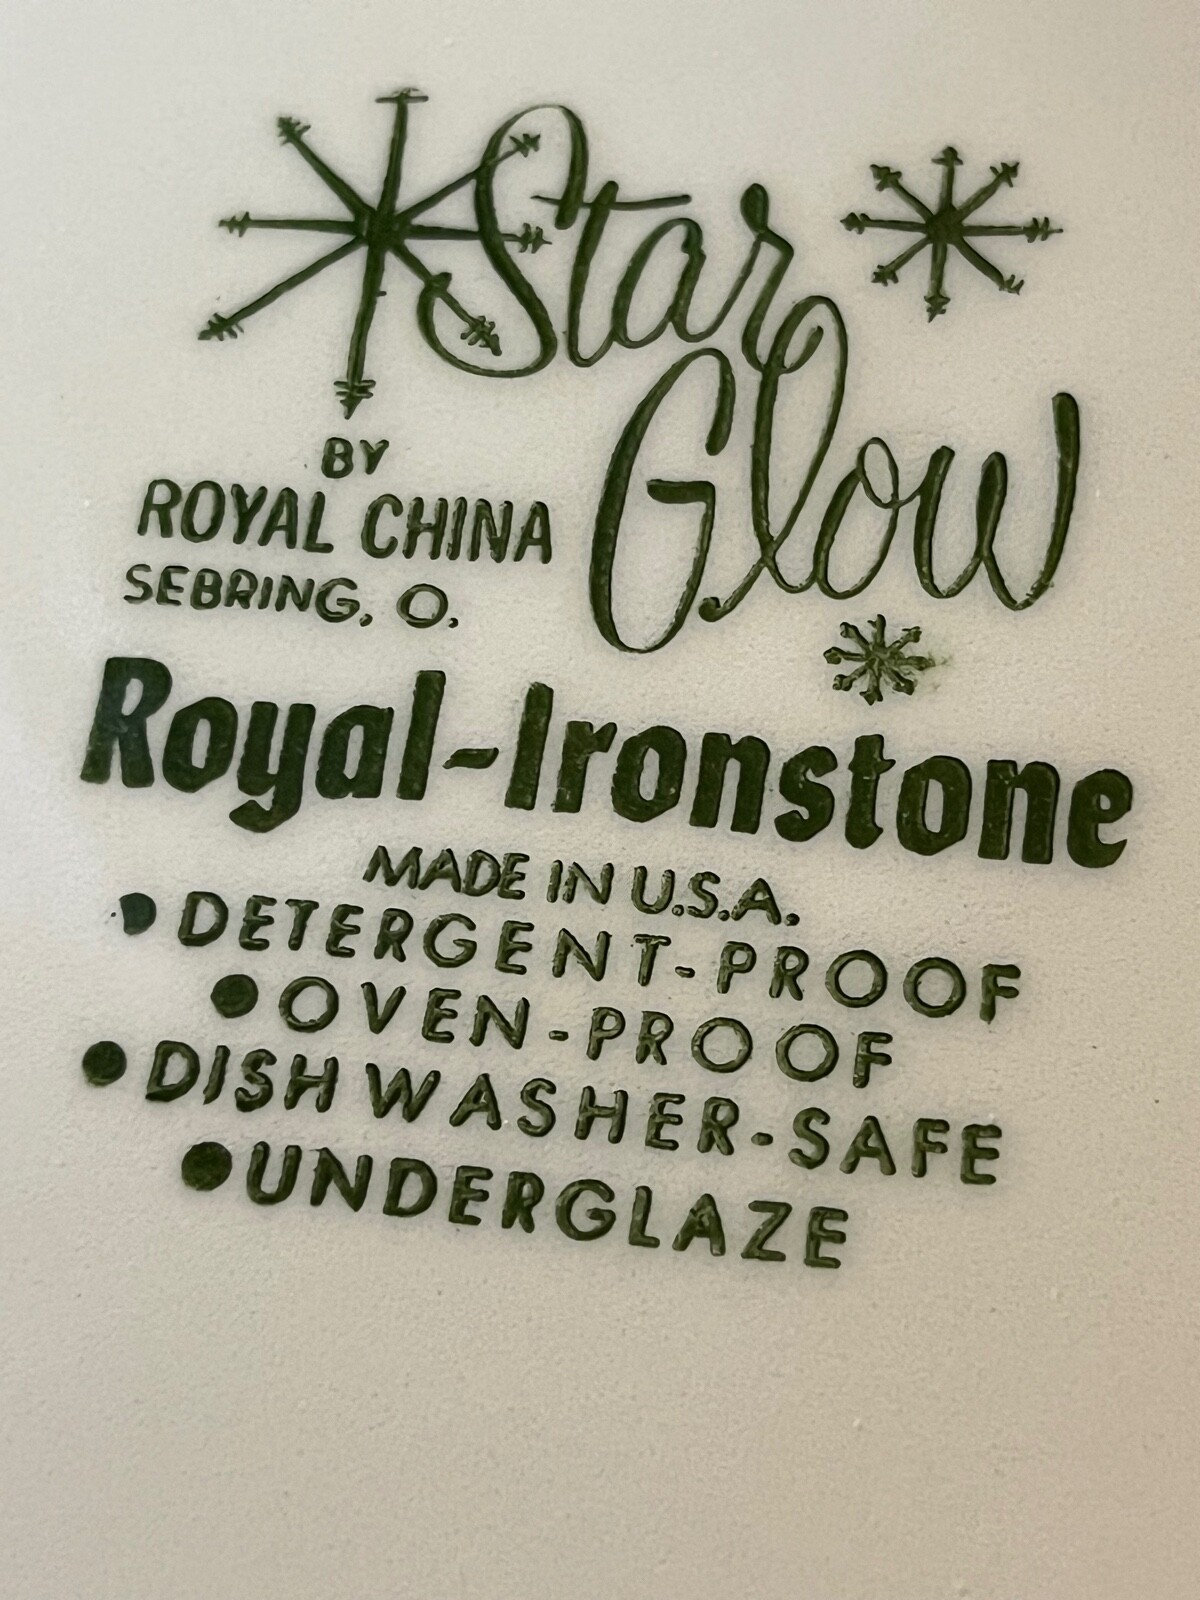 Star
Glow
BY
ROYAL CHINA
SEBRING, O.
Royal-Ironstone
MADE IN U.S.A.
• DETERGENT-PROOF
• OVEN-PROOF
• DISHWASHER-SAFE
• UNDERGLAZE